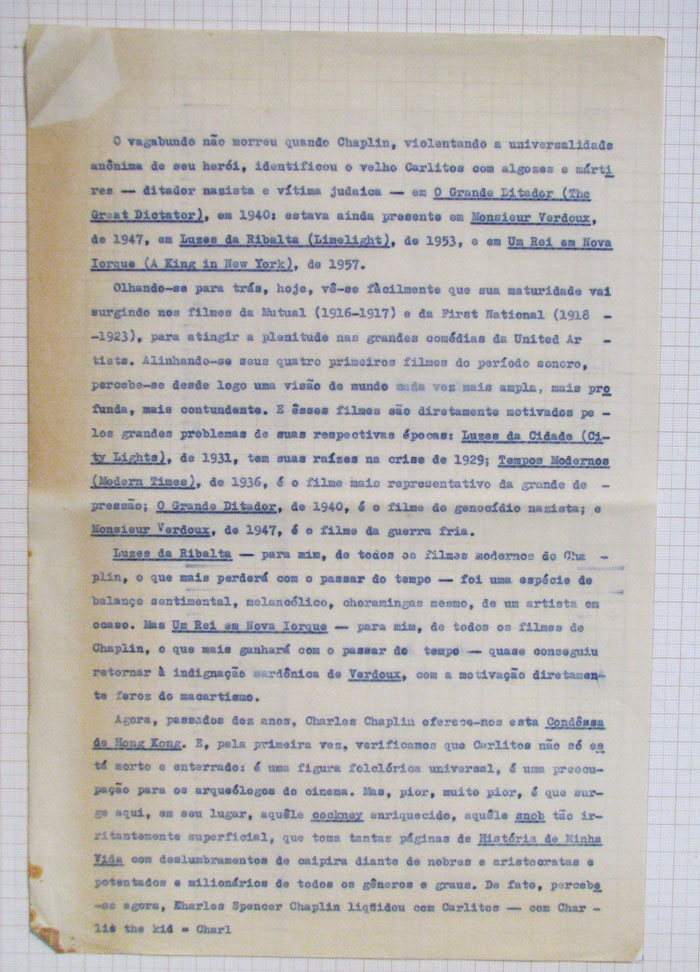 O vagabundo não morreu quando Chaplin, violentando a universalidade
anônima de seu herói, identificou o velho Carlitos com algozes e márti
res — ditador nazista e vítima judaica — em O Grande Ditador (The
Great Dictator), em 1940: estava ainda presente em Monsieur Verdoux,
de 1947, em Luzes da Ribalta (Limelight), de 1953, e em Um Rei em Nova
Iorque (A King in New York), de 1957.
Olhando-se para trás, hoje, vê-se fàcilmente que sua maturidade vai
surgindo nos filmes da Mutual (1916-1917) e da First National (1918 -
-1923), para atingir a plenitude nas grandes comédias da United Ar -
tists. Alinhando-se seus quatro primeiros filmes do período sonoro,
percebe-se desde logo uma visão de mundo cada vez mais ampla, mais pro
funda, mais contundente. E êsses filmes são diretamente motivados pe -
los grandes problemas de suas respectivas épocas: Luzes da Cidade (Ci-
ty Lights), de 1931, tem suas raízes na crise de 1929; Tempos Modernos
(Modern Times), de 1936, é o filme mais representativo da grande de -
pressão; O Grande Ditador, de 1940, é o filme do genocídio nazista; e
Monsieur Verdoux, de 1947, é o filme da guerra fria.
Luzes da Ribalta — para mim, de todos os filmes modernos do Cha -
plin, o que mais perderá com o passar do tempo — foi uma espécie de
balanço sentimental, melancólico, choramingas mesmo, de um artista em
ocaso. Mas Um Rei em Nova Iorque — para mim, de todos os filmes de
Chaplin, o que mais ganhará com o passar do tempo — quase conseguiu
retornar à indignação sardônica de Verdoux, com a motivação diretamen-
te feroz do macartismo.
Agora, passados dez anos, Charles Chaplin oferece-nos esta Condêssa
de Hong Kong. E, pela primeira vez, verificamos que Carlitos não só es
tá morto e enterrado: é uma figura folclórica universal, é uma preocu-
pação para os arqueólogos do cinema. Mas, pior, muito pior, é que sur-
ge aqui, em seu lugar, aquêle cockney enriquecido, aquêle snob tão ir-
ritantemente superficial, que toma tantas páginas de História de Minha
Vida com deslumbramentos de caipira diante de nobres e aristocratas e
potentados e milionários de todos os gêneros e graus. De fato, percebe
-se agora, Eharles Spencer Chaplin liqüidou com Carlitos — com Char -
lie the kid = Charl